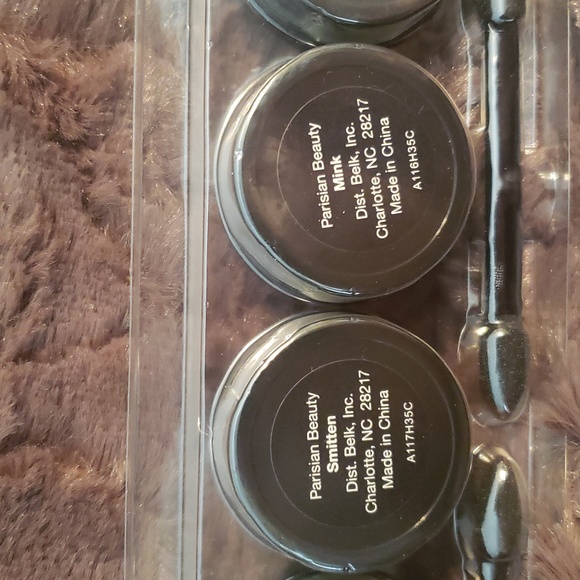 Parisian Beauty
Mink
Dist. Belk, Inc.
Charlotte, NC 28217
Made in China
A116H35C
Parisian Beauty
Smitten
Dist. Belk, Inc.
Charlotte, NC 28217
Made in China
A117H35C